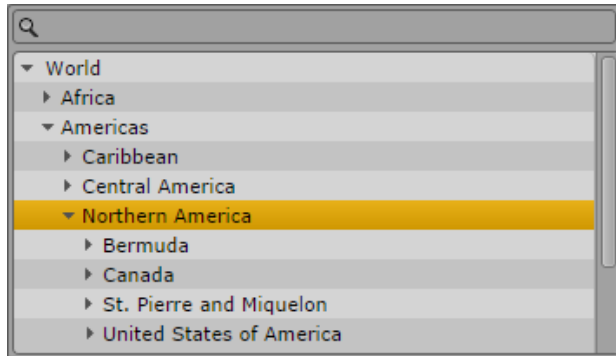 World
Africa
Americas
Caribbean
Central America
Northern America
Bermuda
Canada
St. Pierre and Miquelon
United States of America